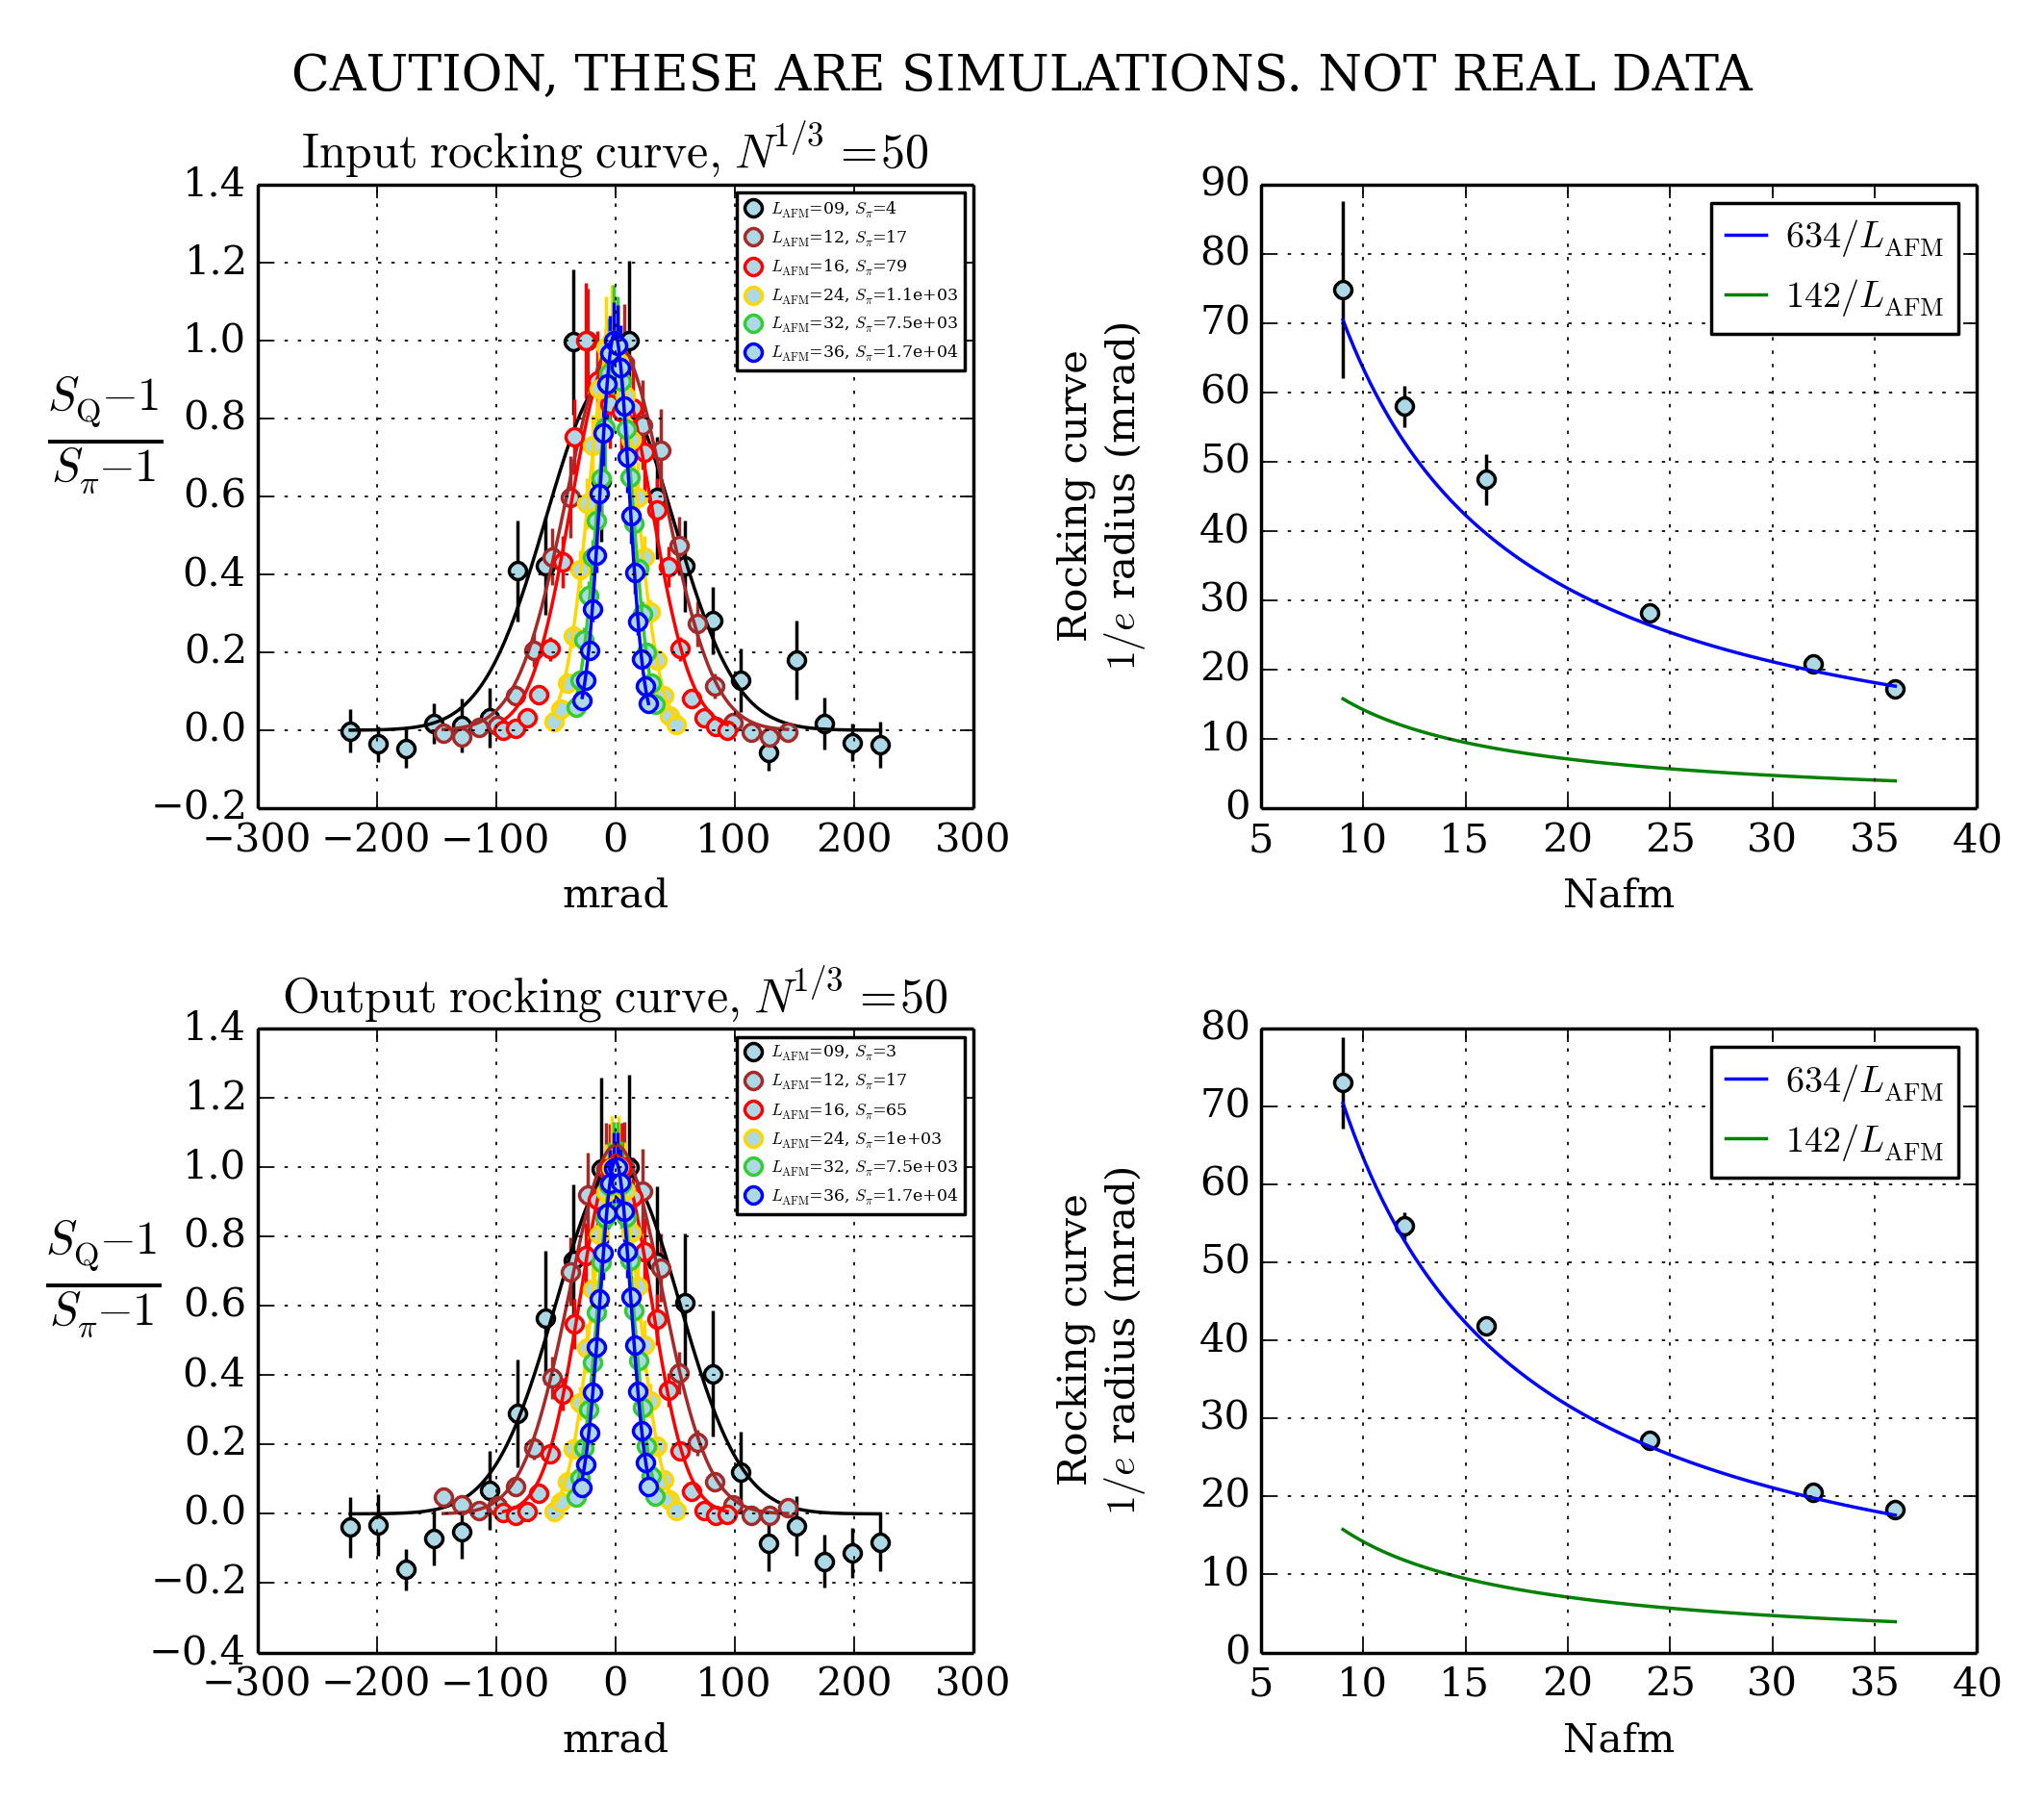 CAUTION, THESE ARE SIMULATIONS. NOT REAL DATA
Input rocking curve, N^{1/3} =50
1.4
1.2
1.0
0.8
0.6
0.4
0.2
0.0
−0.2
S_Q−1
S_π−1
L_AFM=09, S_π=4
L_AFM=12, S_π=17
L_AFM=16, S_π=79
L_AFM=24, S_π=1.1e+03
L_AFM=32, S_π=7.5e+03
L_AFM=36, S_π=1.7e+04
−300 −200 −100 0 100 200 300
mrad
90
80
70
60
50
40
30
20
10
0
Rocking curve
1/e radius (mrad)
634/L_AFM
142/L_AFM
5 10 15 20 25 30 35 40
Nafm
Output rocking curve, N^{1/3} =50
1.4
1.2
1.0
0.8
0.6
0.4
0.2
0.0
−0.2
−0.4
S_Q−1
S_π−1
L_AFM=09, S_π=3
L_AFM=12, S_π=17
L_AFM=16, S_π=65
L_AFM=24, S_π=1e+03
L_AFM=32, S_π=7.5e+03
L_AFM=36, S_π=1.7e+04
−300 −200 −100 0 100 200 300
mrad
80
70
60
50
40
30
20
10
0
Rocking curve
1/e radius (mrad)
634/L_AFM
142/L_AFM
5 10 15 20 25 30 35 40
Nafm